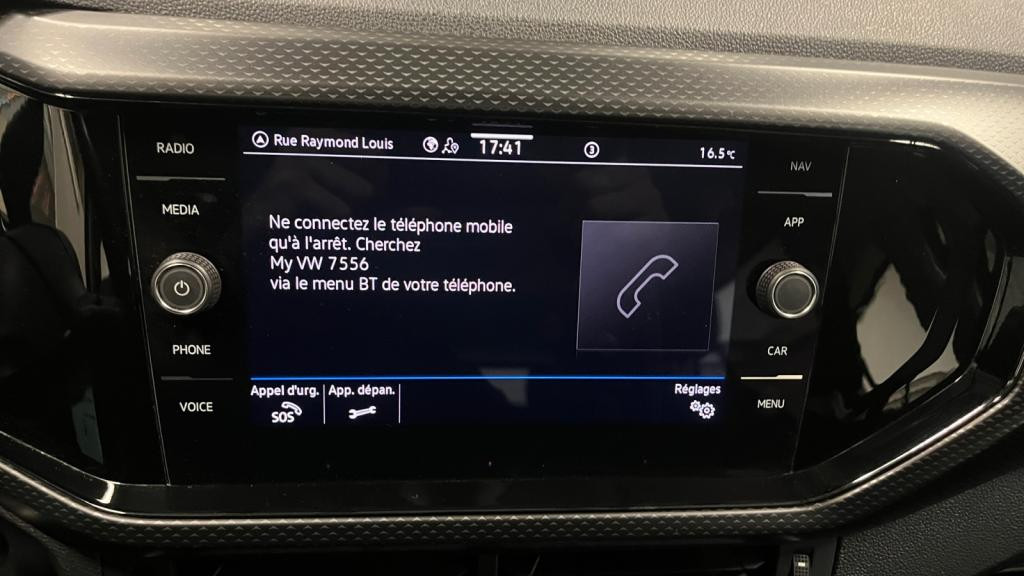 RADIO
MEDIA
PHONE
VOICE
Rue Raymond Louis
17:41
3
16.5°C
Ne connectez le téléphone mobile
qu'à l'arrêt. Cherchez
My VW 7556
via le menu BT de votre téléphone.
Appel d'urg.
SOS
App. dépan.
Réglages
NAV
APP
CAR
MENU